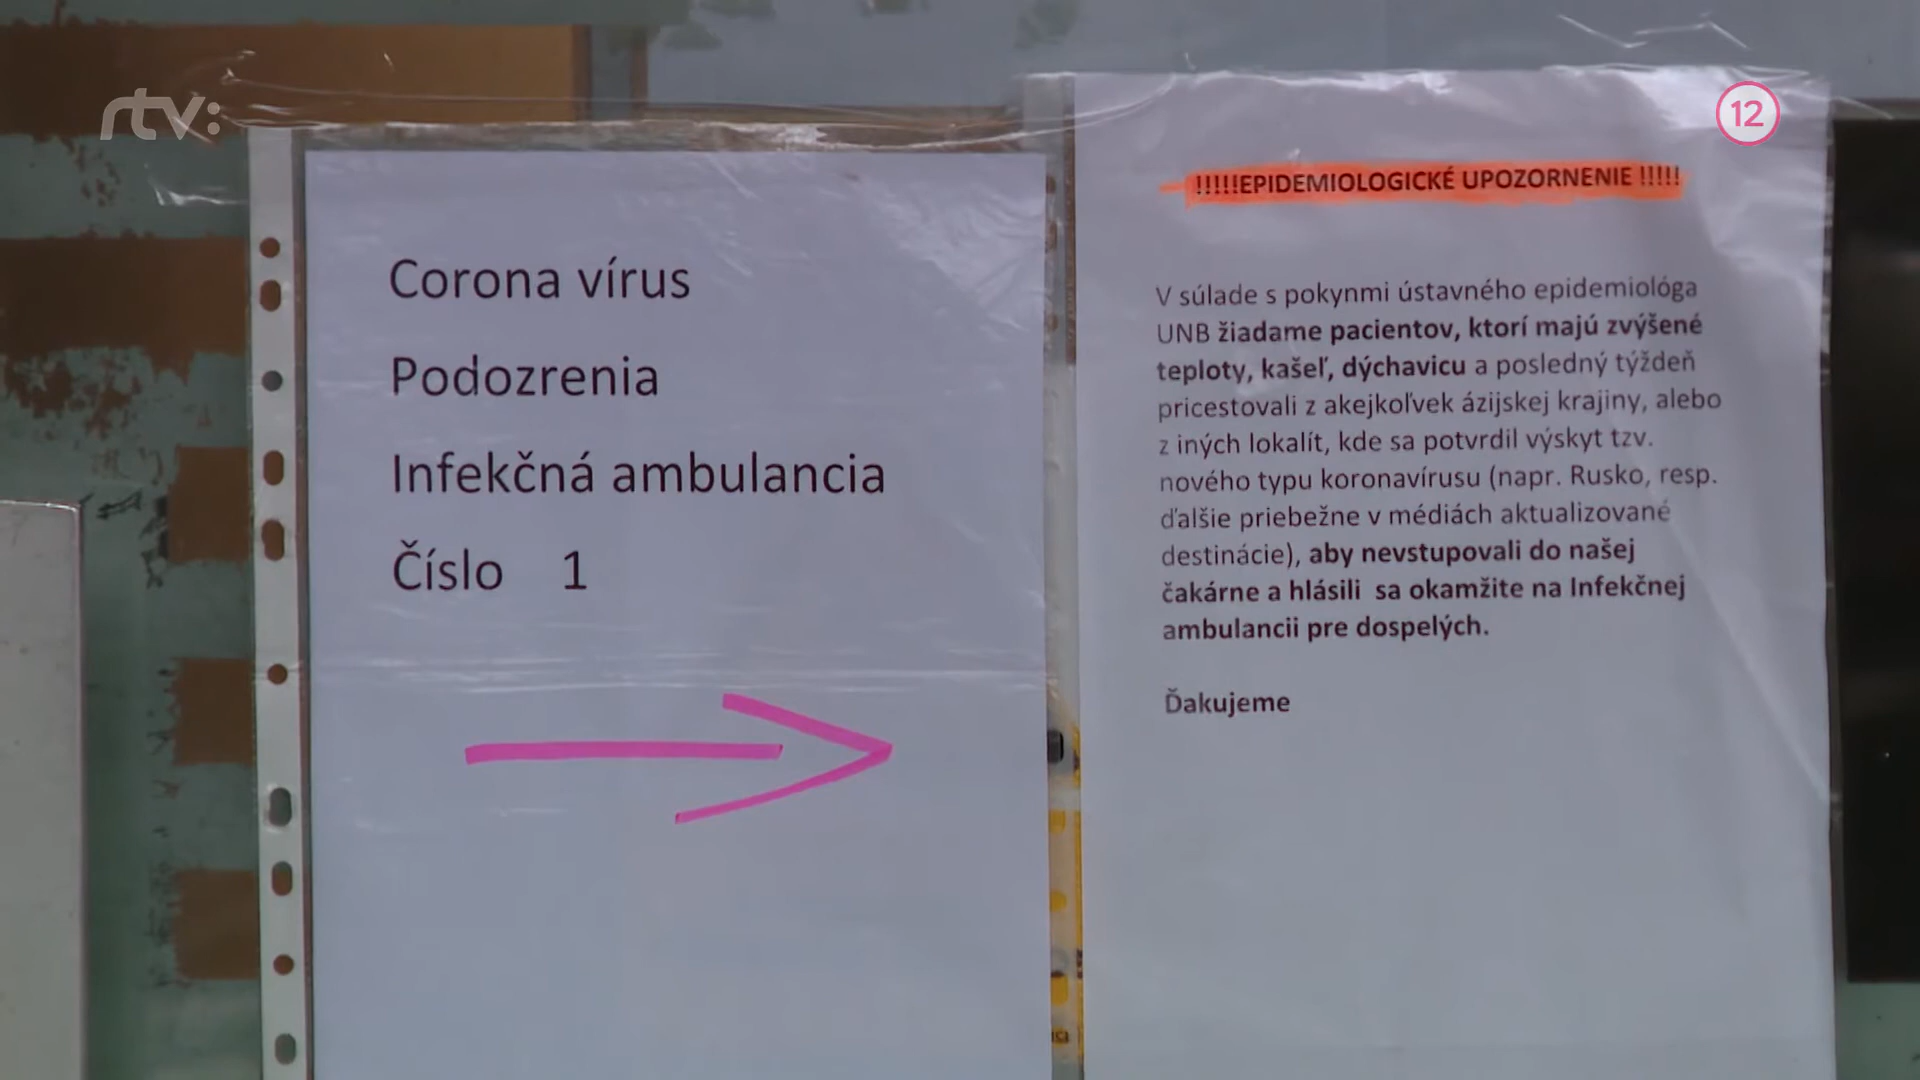 rtv:
12
Corona vírus
Podozrenia
Infekčná ambulancia
Číslo 1
!!!!!EPIDEMIOLOGICKÉ UPOZORNENIE !!!!!
V súlade s pokynmi ústavného epidemiológa
UNB žiadame pacientov, ktorí majú zvýšené
teploty, kašeľ, dýchavicu a posledný týždeň
pricestovali z akejkoľvek ázijskej krajiny, alebo
z iných lokalít, kde sa potvrdil výskyt tzv.
nového typu koronavírusu (napr. Rusko, resp.
ďalšie priebežne v médiách aktualizované
destinácie), aby nevstupovali do našej
čakárne a hlásili sa okamžite na Infekčnej
ambulancii pre dospelých.
Ďakujeme